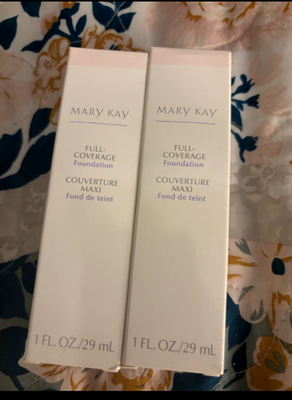 MARY KAY
FULL-
COVERAGE
Foundation
COUVERTURE
MAXI
Fond de teint
1 FL. OZ./29 mL
MARY KAY
FULL-
COVERAGE
Foundation
COUVERTURE
MAXI
Fond de teint
1 FL. OZ./29 mL